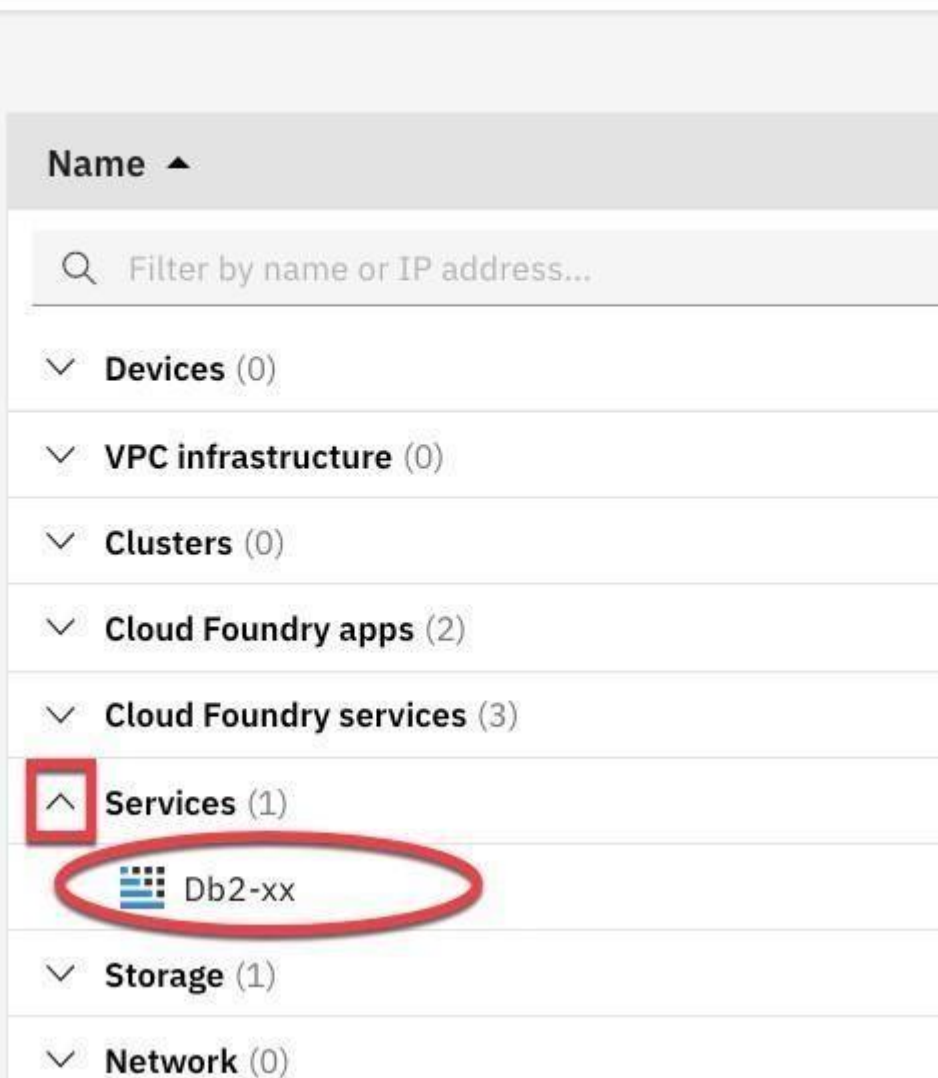 Name
Filter by name or IP address...
Devices (0)
VPC infrastructure (0)
Clusters (0)
Cloud Foundry apps (2)
Cloud Foundry services (3)
Services (1)
Db2-xx
Storage (1)
Network (0)